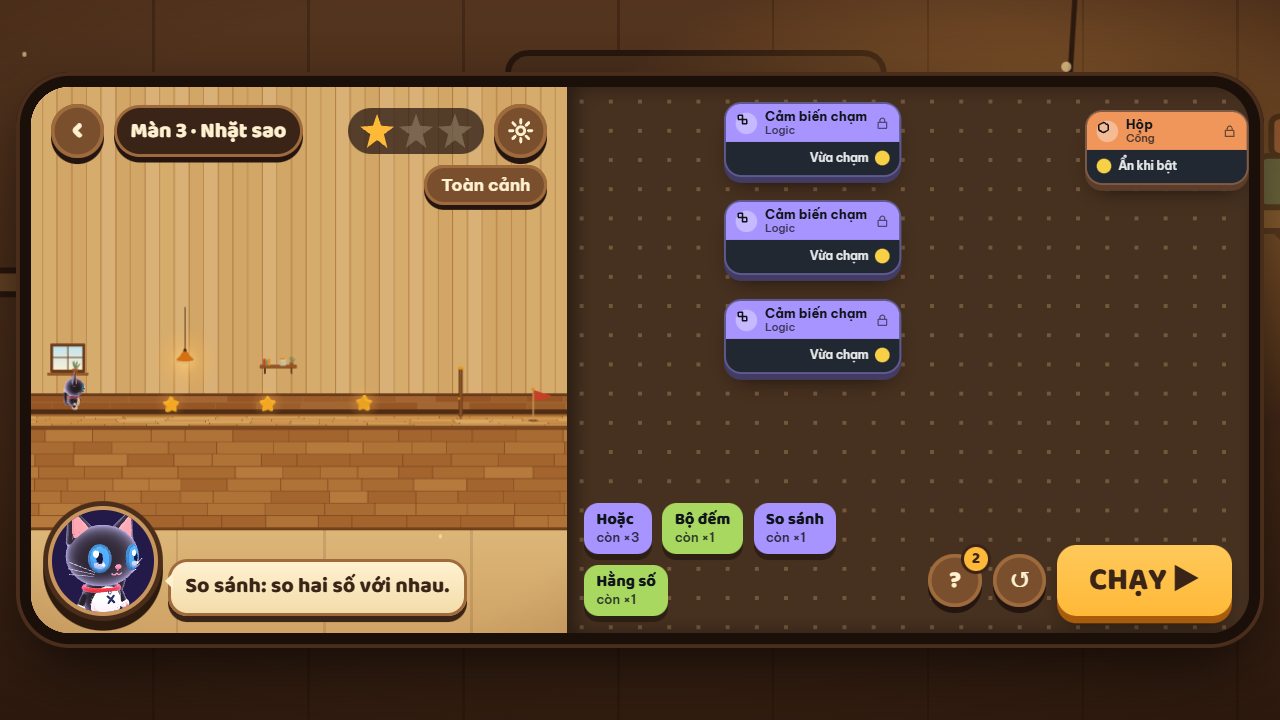 Màn 3 • Nhặt sao
Toàn cảnh
So sánh: so hai số với nhau.
Cảm biến chạm
Logic
Vừa chạm
Cảm biến chạm
Logic
Vừa chạm
Cảm biến chạm
Logic
Vừa chạm
Hộp
Cổng
Ẩn khi bật
Hoặc
còn ×3
Bộ đếm
còn ×1
So sánh
còn ×1
Hằng số
còn ×1
?
2
CHẠY